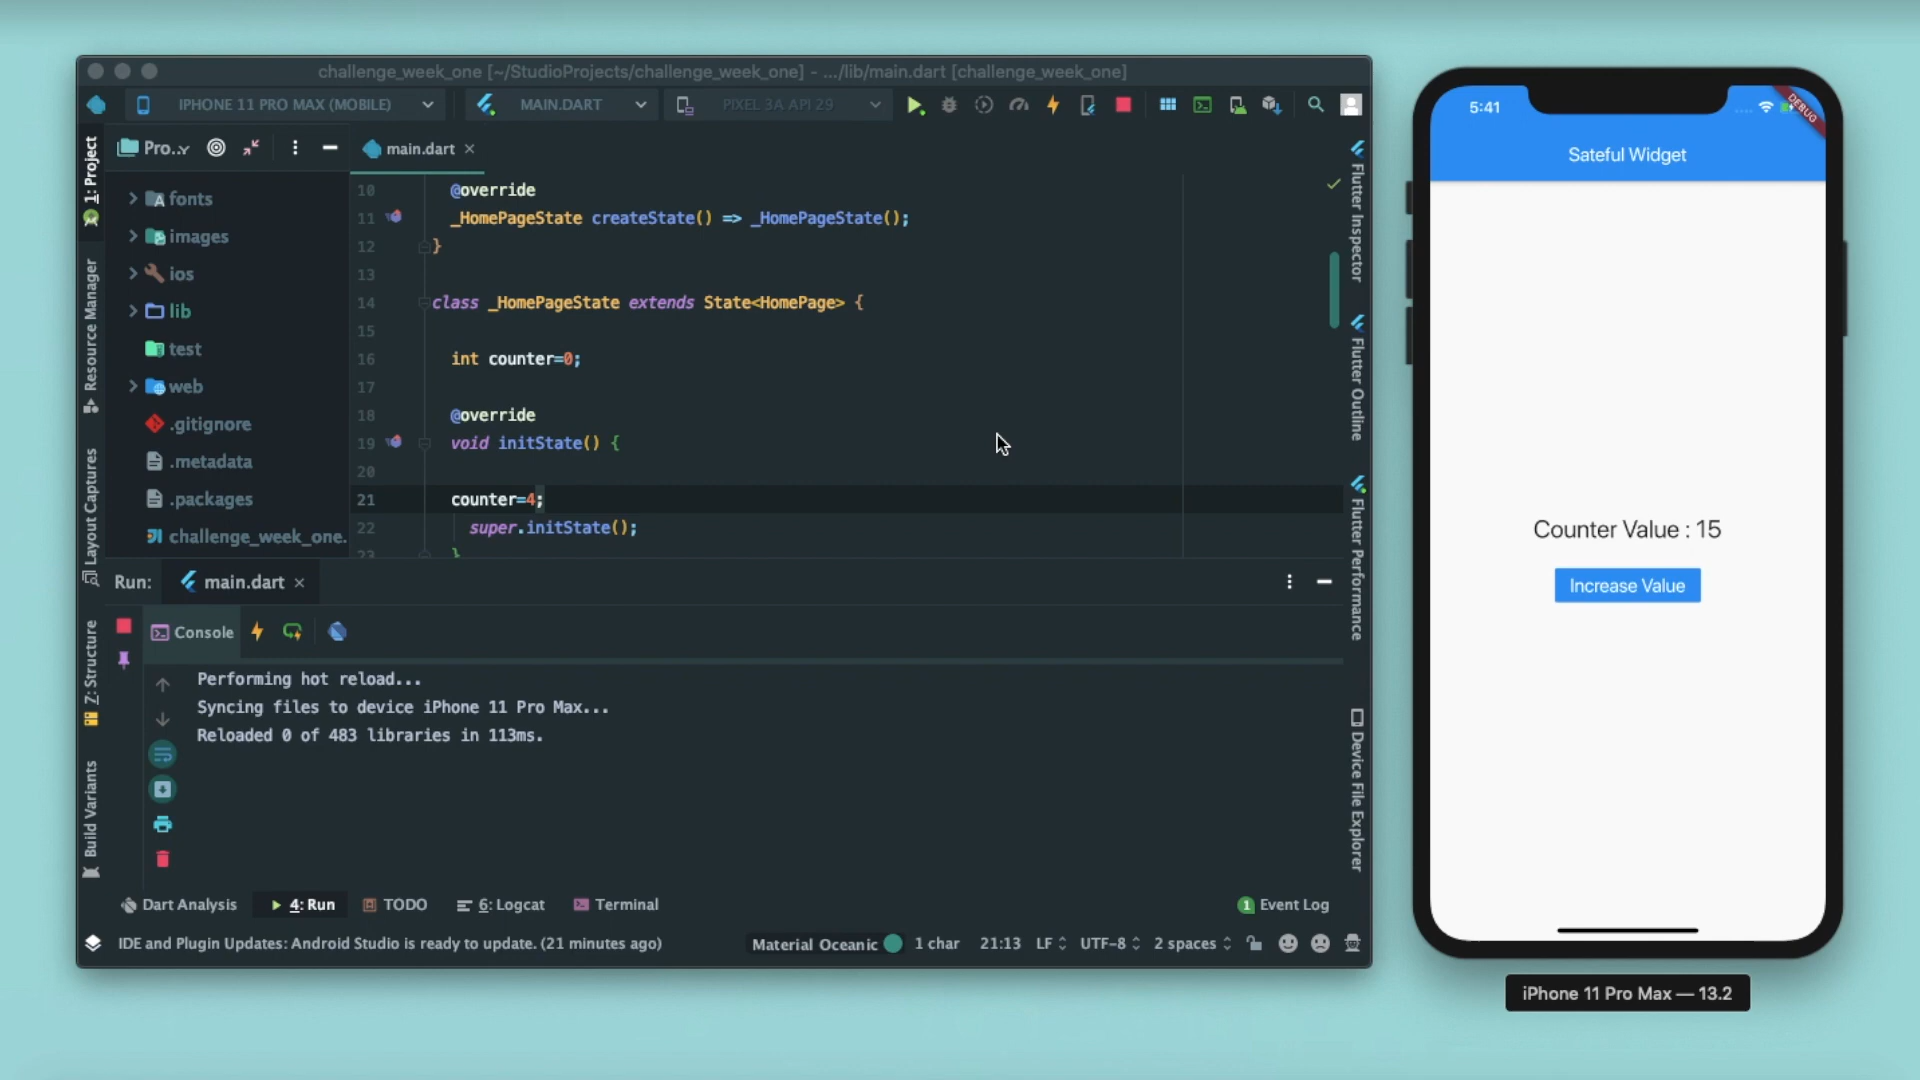 challenge_week_one [~/StudioProjects/challenge_week_one] - .../lib/main.dart [challenge_week_one]
IPHONE 11 PRO MAX (MOBILE)
MAIN.DART
PIXEL 3A API 29
1: Project
Resource Manager
Layout Captures
Z: Structure
Build Variants
Pro..
fonts
images
ios
lib
test
web
.gitignore
.metadata
.packages
challenge_week_one.
main.dart
10 @override
11 _HomePageState createState() => _HomePageState();
12 }
13
14 class _HomePageState extends State<HomePage> {
15
16 int counter=0;
17
18 @override
19 void initState() {
20
21 counter=4;
22 super.initState();
23 }
Flutter Inspector
Flutter Outline
Flutter Performance
Device File Explorer
Run:
main.dart
Console
Performing hot reload...
Syncing files to device iPhone 11 Pro Max...
Reloaded 0 of 483 libraries in 113ms.
Dart Analysis
4: Run
TODO
6: Logcat
Terminal
1 Event Log
IDE and Plugin Updates: Android Studio is ready to update. (21 minutes ago)
Material Oceanic
1 char
21:13
LF
UTF-8
2 spaces
5:41
DEBUG
Sateful Widget
Counter Value : 15
Increase Value
iPhone 11 Pro Max — 13.2